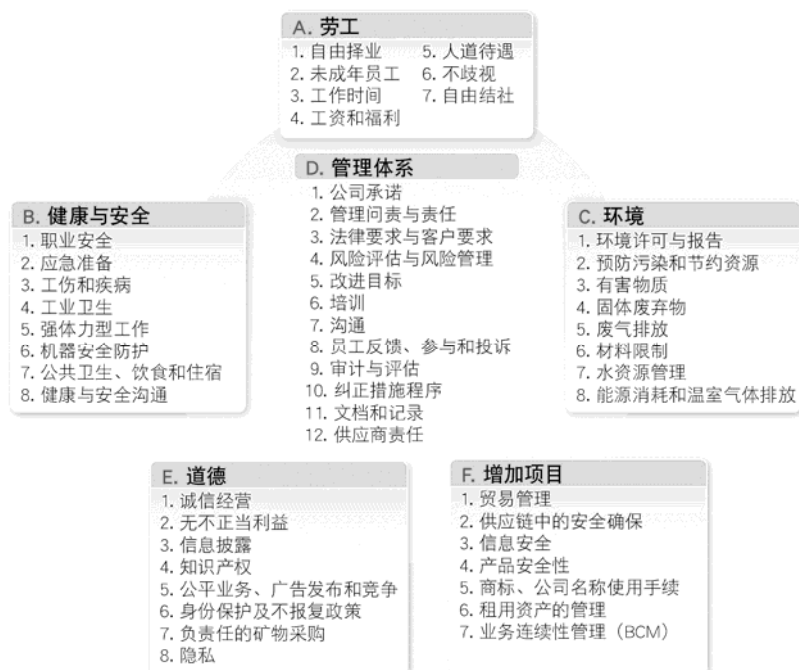 A. 劳工
1. 自由择业
2. 未成年员工
3. 工作时间
4. 工资和福利
5. 人道待遇
6. 不歧视
7. 自由结社
D. 管理体系
1. 公司承诺
2. 管理问责与责任
3. 法律要求与客户要求
4. 风险评估与风险管理
5. 改进目标
6. 培训
7. 沟通
8. 员工反馈、参与和投诉
9. 审计与评估
10. 纠正措施程序
11. 文档和记录
12. 供应商责任
B. 健康与安全
1. 职业安全
2. 应急准备
3. 工伤和疾病
4. 工业卫生
5. 强体力型工作
6. 机器安全防护
7. 公共卫生、饮食和住宿
8. 健康与安全沟通
C. 环境
1. 环境许可与报告
2. 预防污染和节约资源
3. 有害物质
4. 固体废弃物
5. 废气排放
6. 材料限制
7. 水资源管理
8. 能源消耗和温室气体排放
E. 道德
1. 诚信经营
2. 无不正当利益
3. 信息披露
4. 知识产权
5. 公平业务、广告发布和竞争
6. 身份保护及不报复政策
7. 负责任的矿物采购
8. 隐私
F. 增加项目
1. 贸易管理
2. 供应链中的安全确保
3. 信息安全
4. 产品安全性
5. 商标、公司名称使用手续
6. 租用资产的管理
7. 业务连续性管理（BCM）